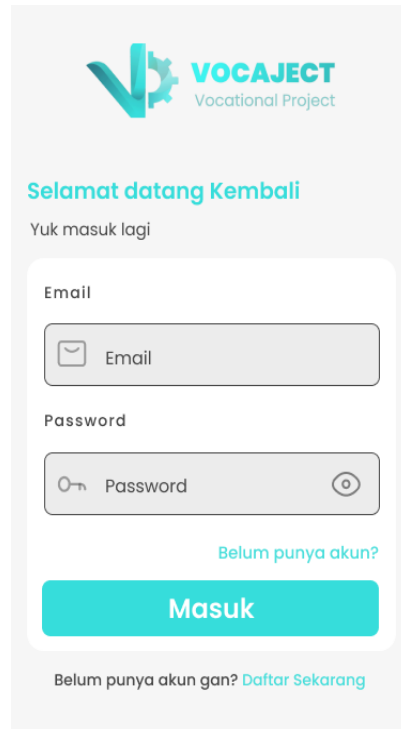 VOCAJECT
Vocational Project
Selamat datang Kembali
Yuk masuk lagi
Email
Email
Password
Password
Belum punya akun?
Masuk
Belum punya akun gan? Daftar Sekarang